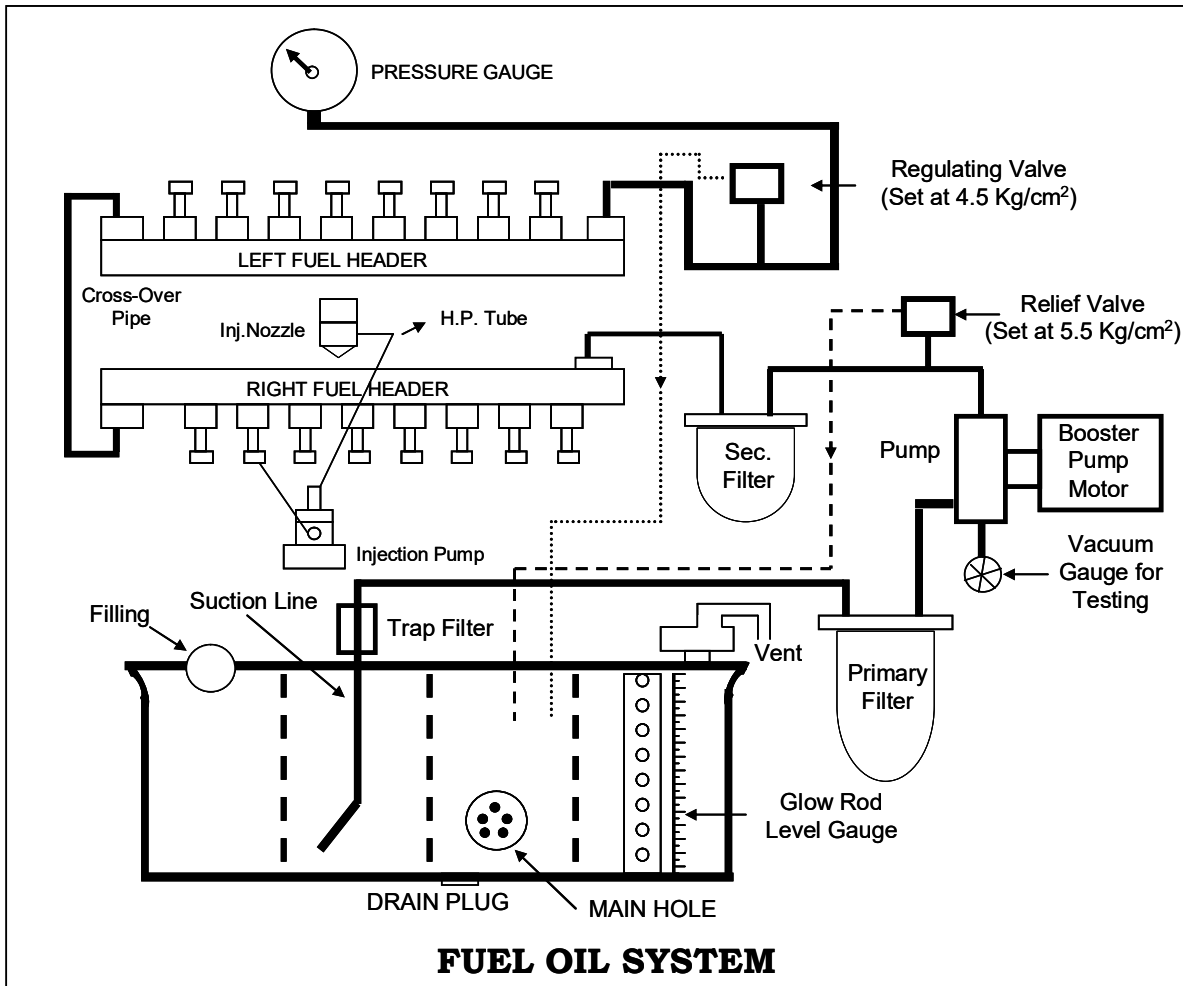 PRESSURE GAUGE
Regulating Valve
(Set at 4.5 Kg/cm²)
LEFT FUEL HEADER
Cross-Over
Pipe
Inj.Nozzle
H.P. Tube
Relief Valve
(Set at 5.5 Kg/cm²)
RIGHT FUEL HEADER
Sec.
Filter
Pump
Booster
Pump
Motor
Injection Pump
Vacuum
Gauge for
Testing
Filling
Suction Line
Trap Filter
Vent
Primary
Filter
Glow Rod
Level Gauge
DRAIN PLUG
MAIN HOLE
FUEL OIL SYSTEM